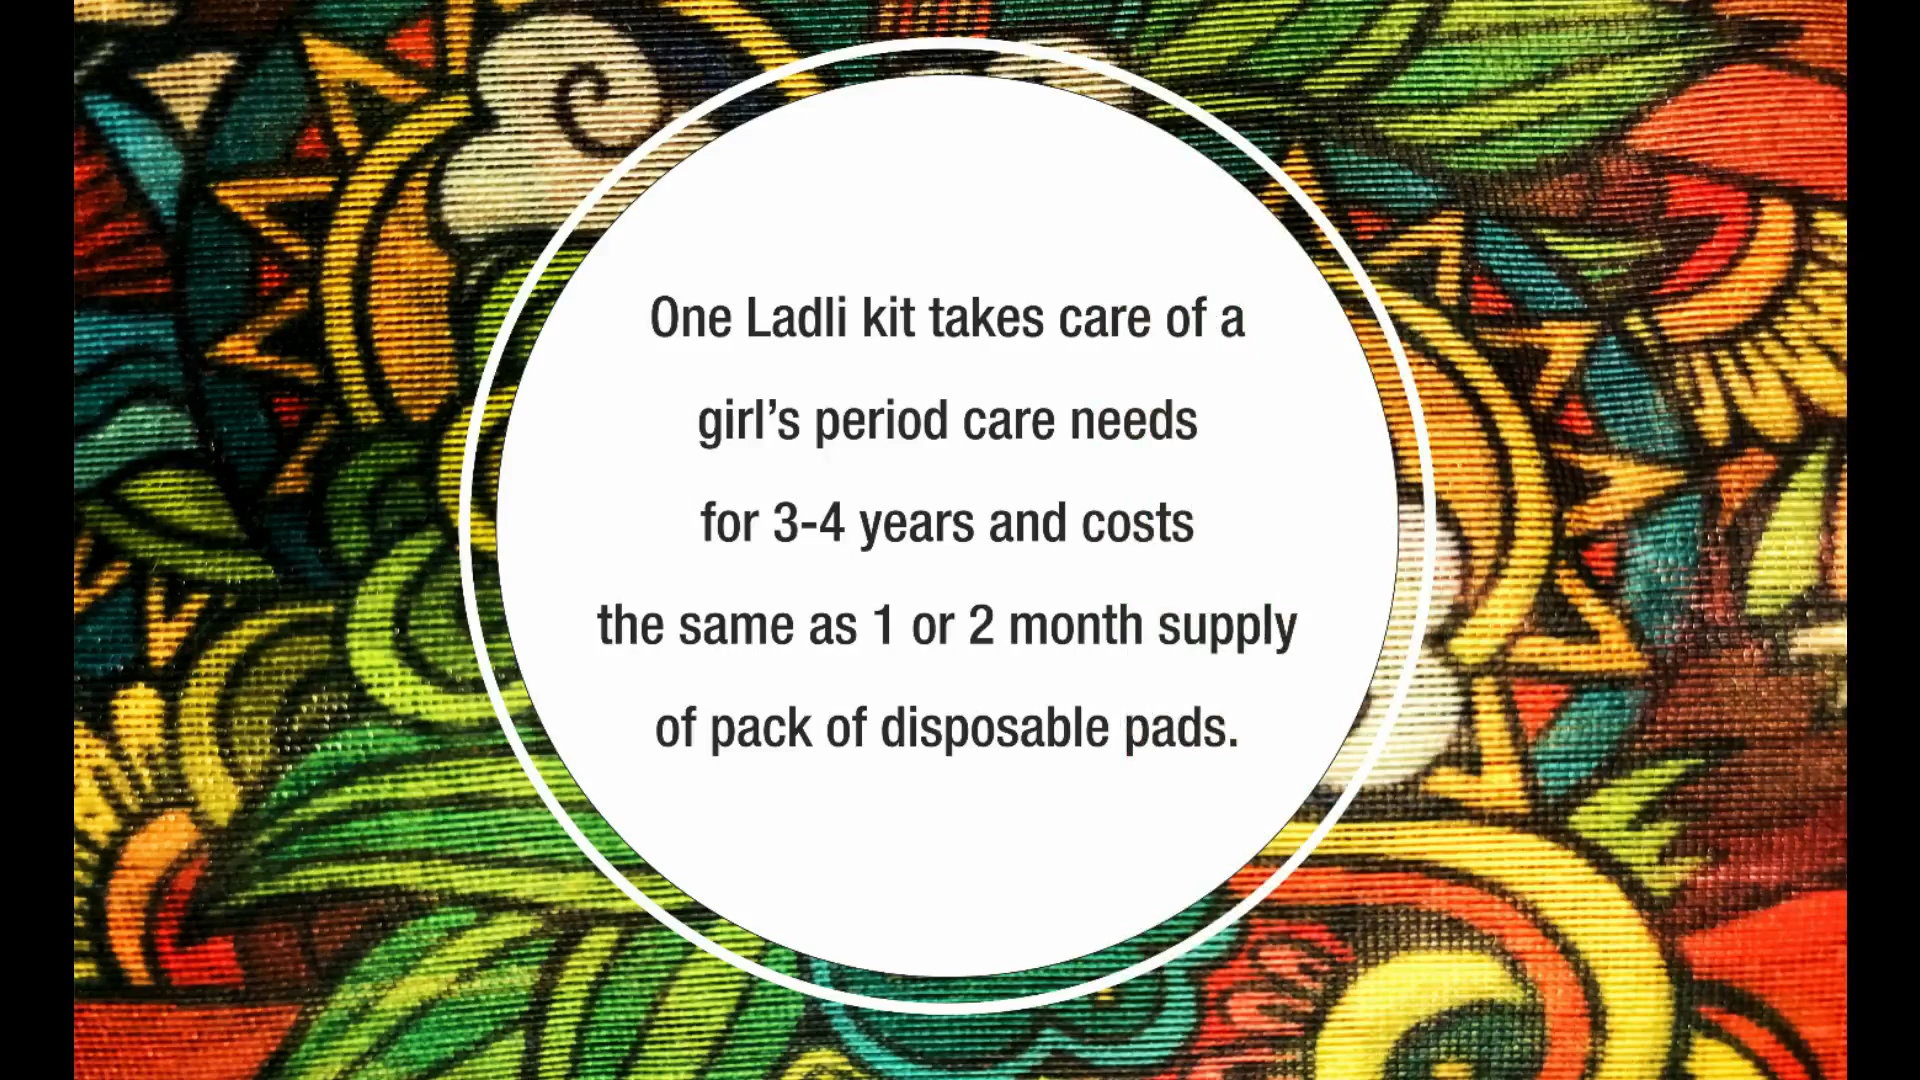 One Ladli kit takes care of a
girl’s period care needs
for 3-4 years and costs
the same as 1 or 2 month supply
of pack of disposable pads.